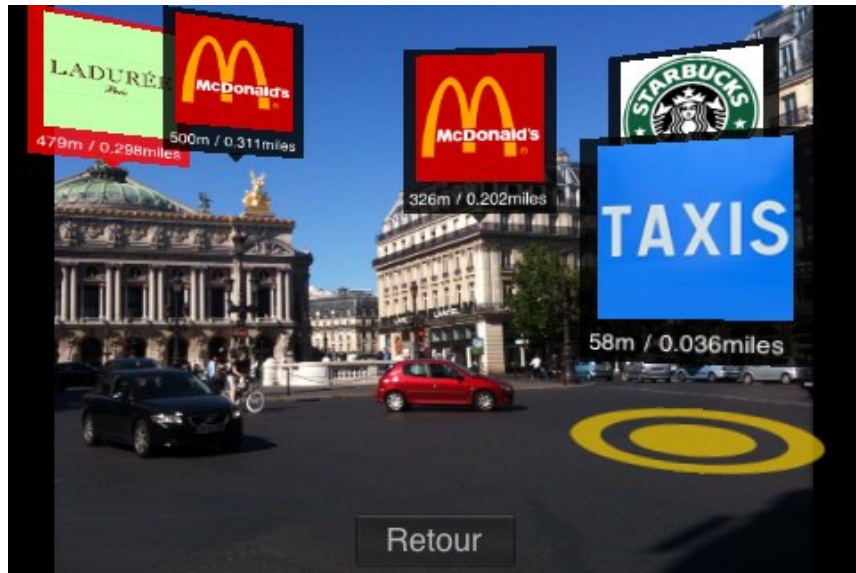 LADURÉE
Paris
479m / 0.298miles
McDonald's
500m / 0.311miles
McDonald's
326m / 0.202miles
STARBUCKS
TAXIS
58m / 0.036miles
Retour